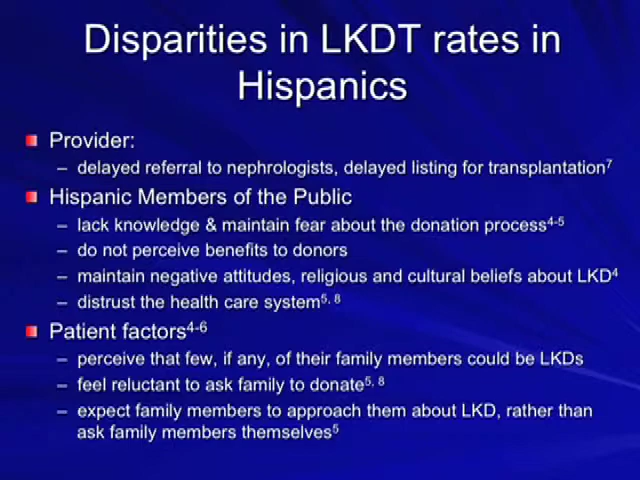 Disparities in LKDT rates in
Hispanics
Provider:
– delayed referral to nephrologists, delayed listing for transplantation⁷
Hispanic Members of the Public
– lack knowledge & maintain fear about the donation process⁴⁻⁵
– do not perceive benefits to donors
– maintain negative attitudes, religious and cultural beliefs about LKD⁴
– distrust the health care system⁵, ⁸
Patient factors⁴⁻⁶
– perceive that few, if any, of their family members could be LKDs
– feel reluctant to ask family to donate⁵, ⁸
– expect family members to approach them about LKD, rather than
ask family members themselves⁵